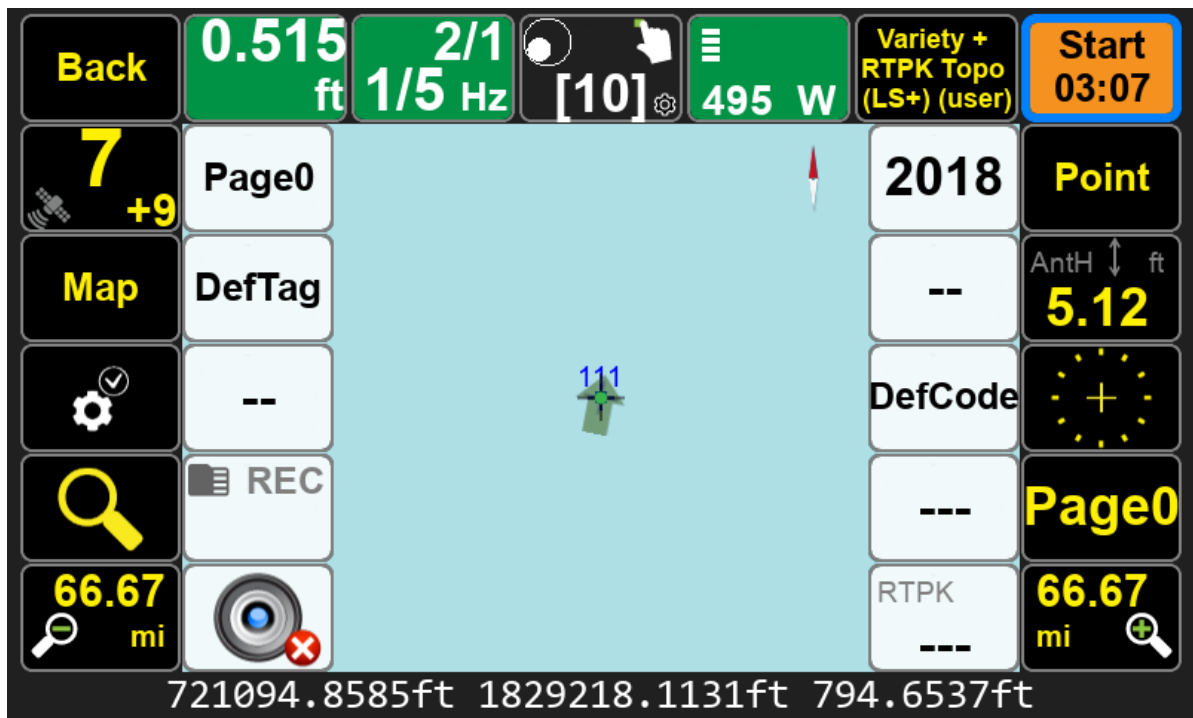 Back
0.515
ft
2/1
1/5 Hz
[10]
495 W
Variety +
RTPK Topo
(LS+) (user)
Start
03:07
7
+9
Page0
2018
Point
Map
DefTag
--
AntH ft
5.12
--
111
DefCode
REC
---
Page0
66.67
mi
RTPK
---
66.67
mi
721094.8585ft 1829218.1131ft 794.6537ft